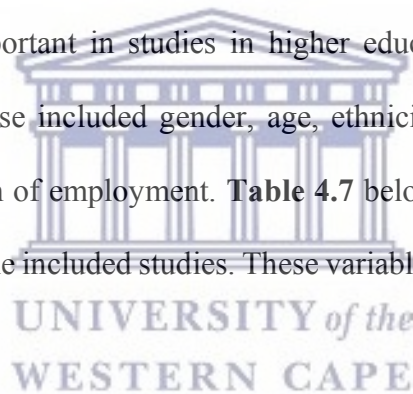 portant in studies in higher educ
se included gender, age, ethnici
n of employment. Table 4.7 belo
e included studies. These variabl
UNIVERSITY of the
WESTERN CAPE